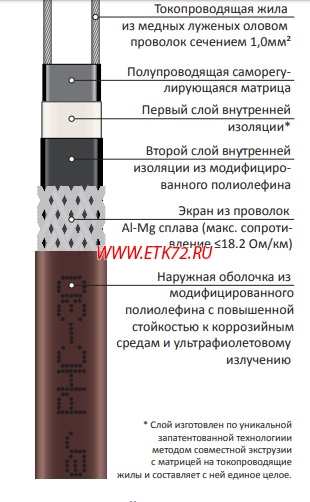 Токопроводящая жила
из медных луженых оловом
проволок сечением 1,0мм²
Полупроводящая саморегу-
лирующаяся матрица
Первый слой внутренней
изоляции*
Второй слой внутренней
изоляции из модифициро-
ванного полиолефина
Экран из проволок
Al-Mg сплава (макс. сопроти-
вление ≤18.2 Ом/км)
WWW.ETK72.RU
Наружная оболочка из
модифицированного
полиолефина с повышенной
стойкостью к коррозийным
средам и ультрафиолетовому
излучению
* Слой изготовлен по уникальной
запатентованной технологиии
методом совместной экструзии
с матрицей на токопроводящие
жилы и составляет с ней единое целое.